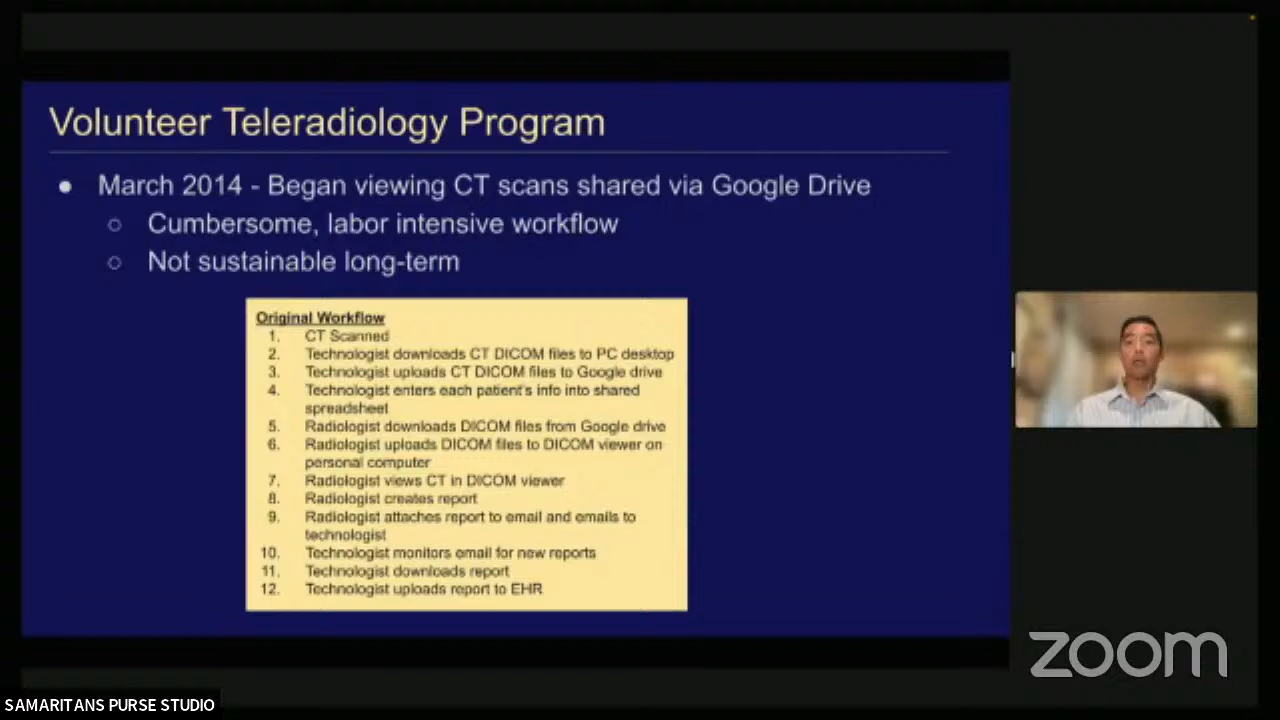 Volunteer Teleradiology Program
● March 2014 - Began viewing CT scans shared via Google Drive
○ Cumbersome, labor intensive workflow
○ Not sustainable long-term
Original Workflow
1. CT Scanned
2. Technologist downloads CT DICOM files to PC desktop
3. Technologist uploads CT DICOM files to Google drive
4. Technologist enters each patient's info into shared
spreadsheet
5. Radiologist downloads DICOM files from Google drive
6. Radiologist uploads DICOM files to DICOM viewer on
personal computer
7. Radiologist views CT in DICOM viewer
8. Radiologist creates report
9. Radiologist attaches report to email and emails to
technologist
10. Technologist monitors email for new reports
11. Technologist downloads report
12. Technologist uploads report to EHR
zoom
SAMARITANS PURSE STUDIO